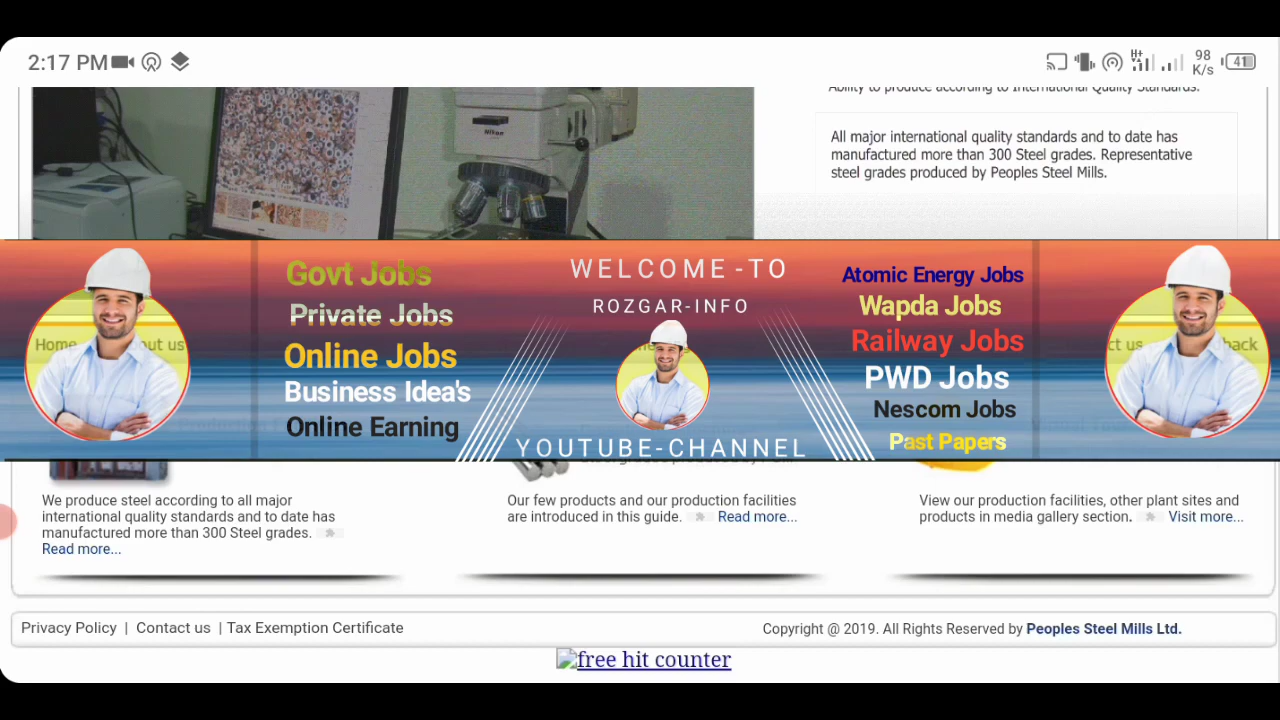 2:17 PM
98
K/s
41
H+
Ability to produce according to International Quality Standards.
Nikon
All major international quality standards and to date has
manufactured more than 300 Steel grades. Representative
steel grades produced by Peoples Steel Mills.
Govt Jobs
Private Jobs
Online Jobs
Business Idea's
Online Earning
WELCOME -TO
ROZGAR-INFO
YOUTUBE-CHANNEL
Atomic Energy Jobs
Wapda Jobs
Railway Jobs
PWD Jobs
Nescom Jobs
Past Papers
Home
out us
ct us
back
We produce steel according to all major
international quality standards and to date has
manufactured more than 300 Steel grades.
Read more...
Our few products and our production facilities
are introduced in this guide. Read more...
View our production facilities, other plant sites and
products in media gallery section. Visit more...
Privacy Policy | Contact us | Tax Exemption Certificate
Copyright @ 2019. All Rights Reserved by Peoples Steel Mills Ltd.
free hit counter